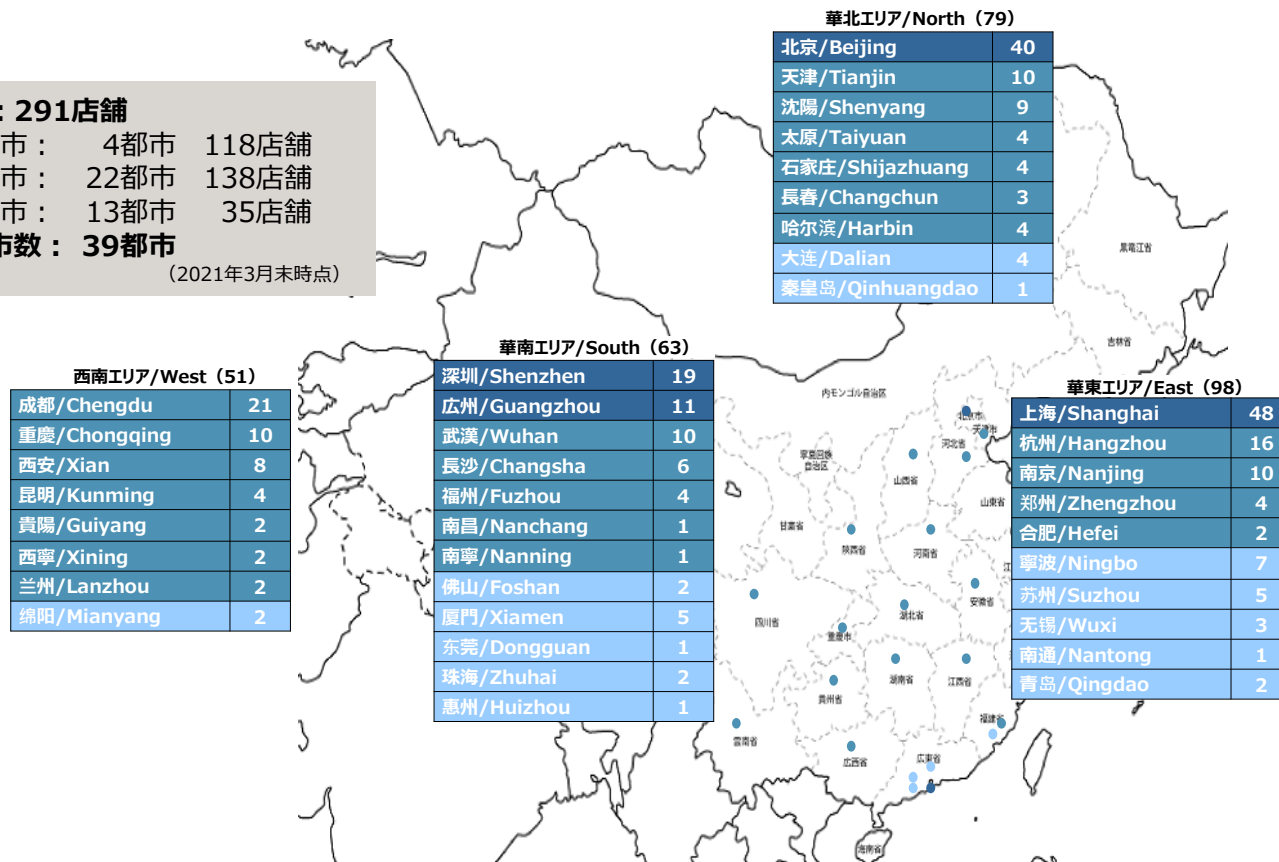 : 291店舗
市： 4都市 118店舗
市： 22都市 138店舗
市： 13都市 35店舗
市数： 39都市
（2021年3月末時点）
華北エリア/North（79）
北京/Beijing 40
天津/Tianjin 10
沈陽/Shenyang 9
太原/Taiyuan 4
石家庄/Shijiazhuang 4
長春/Changchun 3
哈尔滨/Harbin 4
大连/Dalian 4
秦皇岛/Qinhuangdao 1
西南エリア/West（51）
成都/Chengdu 21
重慶/Chongqing 10
西安/Xian 8
昆明/Kunming 4
貴陽/Guiyang 2
西寧/Xining 2
兰州/Lanzhou 2
绵阳/Mianyang 2
華南エリア/South（63）
深圳/Shenzhen 19
広州/Guangzhou 11
武漢/Wuhan 10
長沙/Changsha 6
福州/Fuzhou 4
南昌/Nanchang 1
南寧/Nanning 1
佛山/Foshan 2
厦門/Xiamen 5
东莞/Dongguan 1
珠海/Zhuhai 2
惠州/Huizhou 1
華東エリア/East（98）
上海/Shanghai 48
杭州/Hangzhou 16
南京/Nanjing 10
郑州/Zhengzhou 4
合肥/Hefei 2
寧波/Ningbo 7
苏州/Suzhou 5
无锡/Wuxi 3
南通/Nantong 1
青岛/Qingdao 2
黒竜江省
吉林省
内モンゴル自治区
北京市
天津市
河北省
寧夏回族
自治区
山西省
山東省
甘粛省
陝西省
河南省
安徽省
四川省
重慶市
湖北省
湖南省
江西省
貴州省
福建省
雲南省
広西省
広東省
海南省